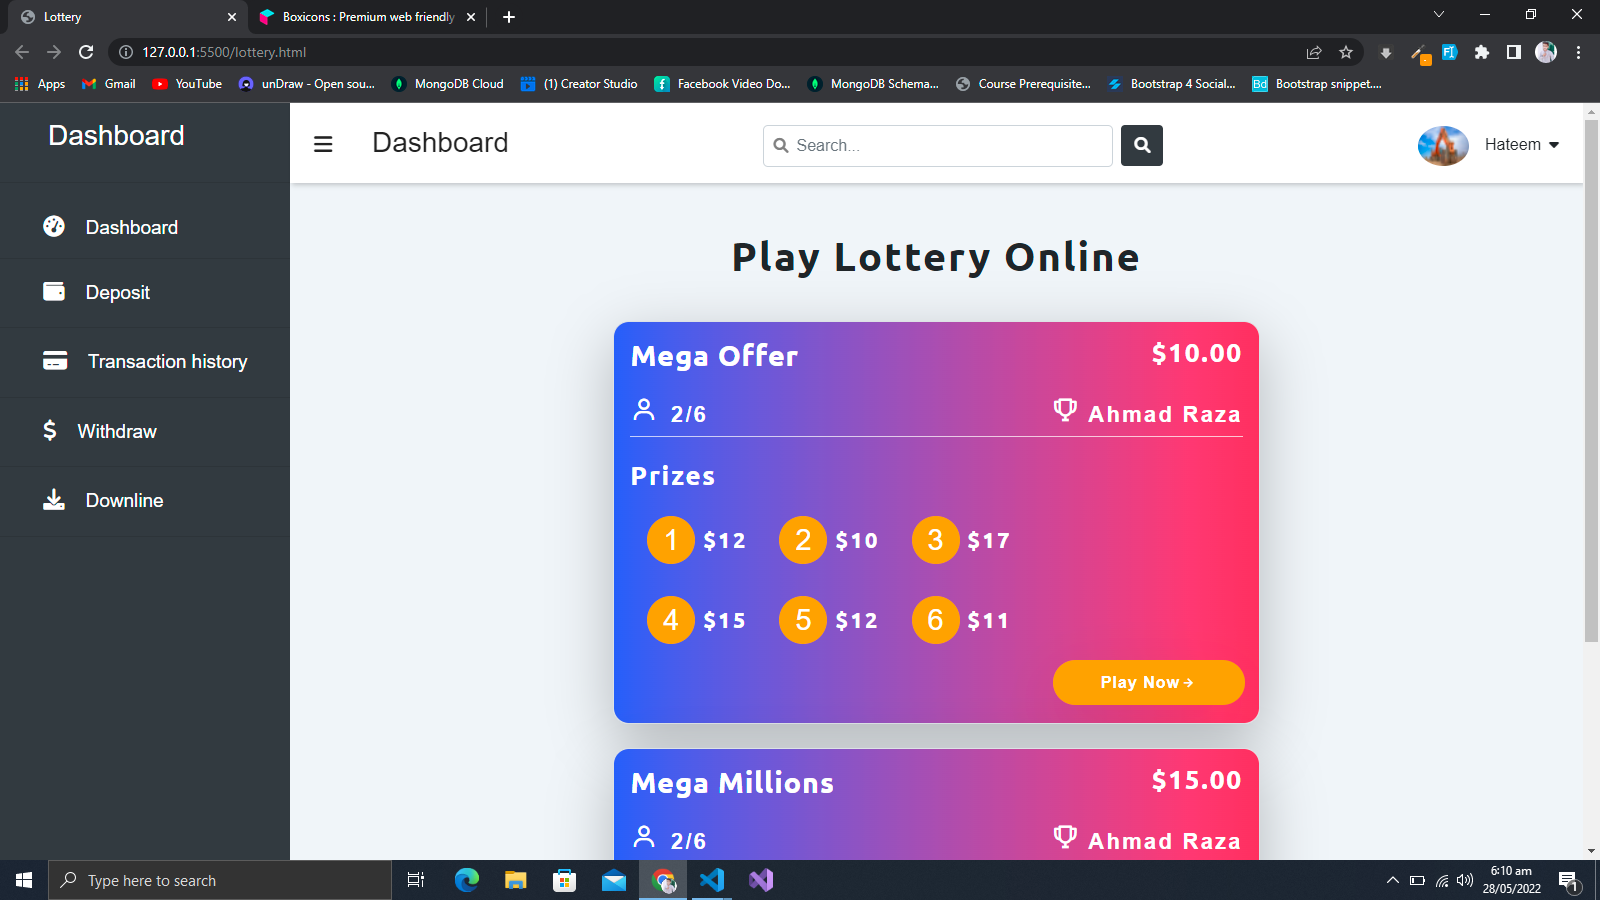 Lottery
Boxicons : Premium web friendly
127.0.0.1:5500/lottery.html
Apps
Gmail
YouTube
unDraw - Open sou...
MongoDB Cloud
(1) Creator Studio
Facebook Video Do...
MongoDB Schema...
Course Prerequisite...
Bootstrap 4 Social...
Bd
Bootstrap snippet....
Dashboard
Dashboard
Search...
Hateem
Dashboard
Deposit
Transaction history
Withdraw
Downline
Play Lottery Online
Mega Offer
$10.00
2/6
Ahmad Raza
Prizes
1 $12
2 $10
3 $17
4 $15
5 $12
6 $11
Play Now
Mega Millions
$15.00
2/6
Ahmad Raza
Type here to search
6:10 am
28/05/2022
1